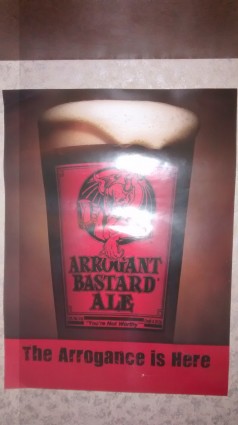 ARROGANT
BASTARD
ALE
"You're Not Worthy"
The Arrogance is Here